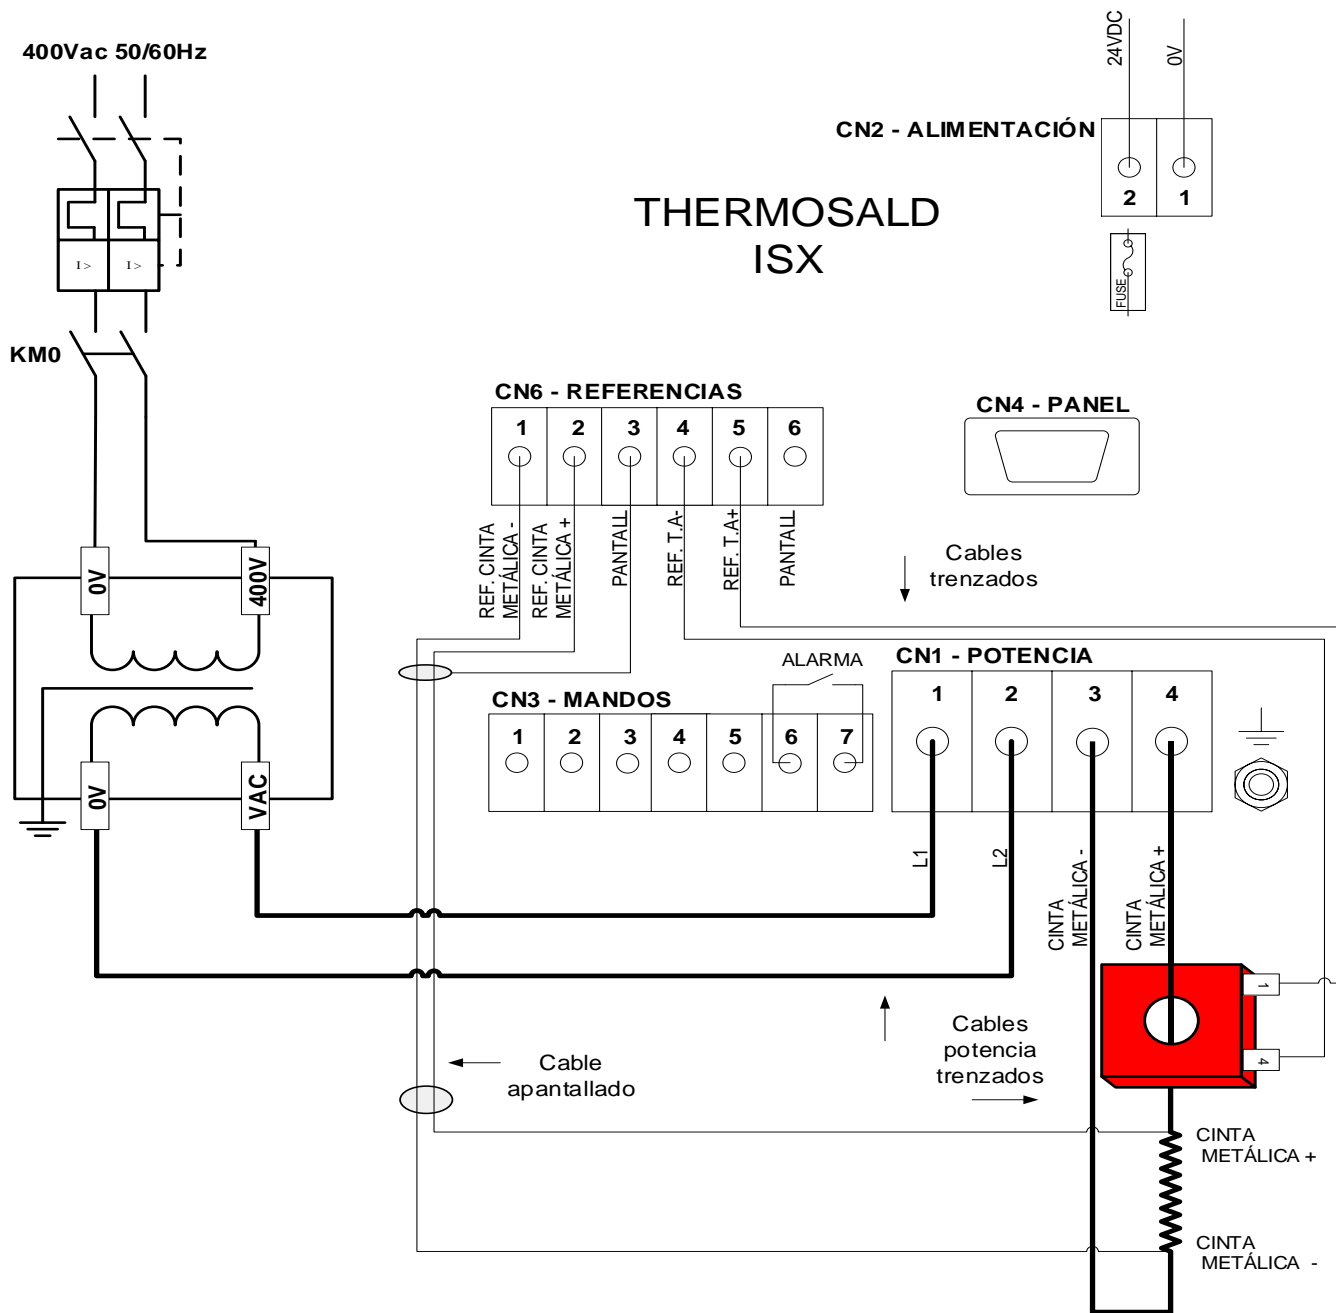 400Vac 50/60Hz
24VDC
0V
CN2 - ALIMENTACIÓN
2
1
THERMOSALD
ISX
I >
I >
FUSE
KM0
CN6 - REFERENCIAS
1
2
3
4
5
6
CN4 - PANEL
REF. CINTA
METÁLICA -
REF. CINTA
METÁLICA +
PANTALL
REF. T.A-
REF. T.A+
PANTALL
Cables
trenzados
0V
400V
ALARMA
CN1 - POTENCIA
1
2
3
4
CN3 - MANDOS
1
2
3
4
5
6
7
0V
VAC
L1
L2
CINTA
METÁLICA -
CINTA
METÁLICA +
1
4
Cables
potencia
trenzados
Cable
apantallado
CINTA
METÁLICA +
CINTA
METÁLICA -